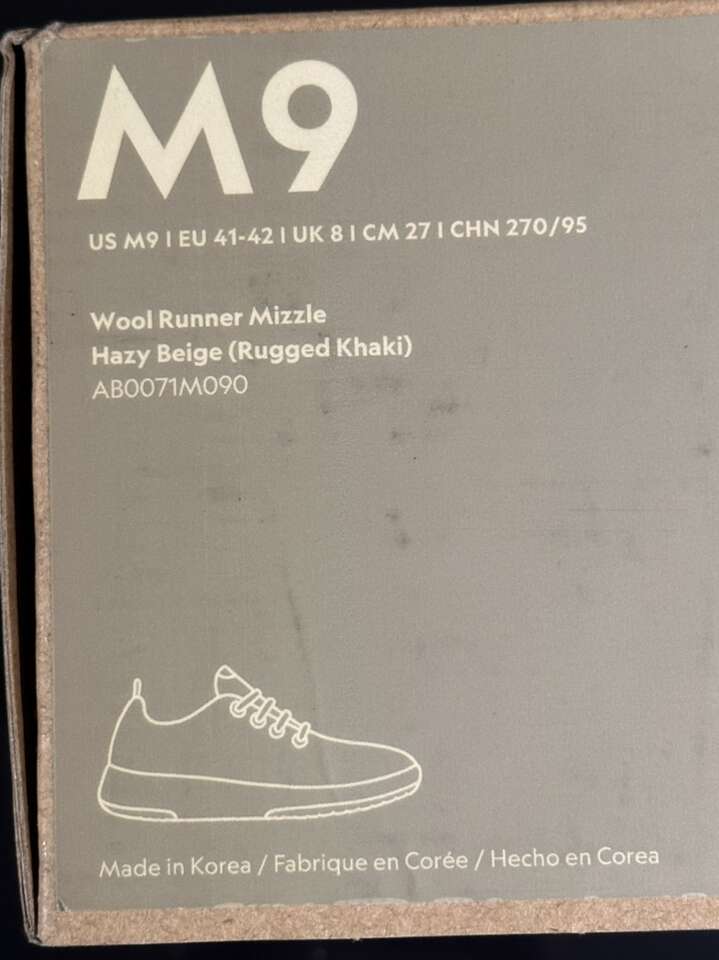 M9
US M9 | EU 41-42 | UK 8 | CM 27 | CHN 270/95
Wool Runner Mizzle
Hazy Beige (Rugged Khaki)
AB0071M090
Made in Korea / Fabrique en Corée / Hecho en Corea